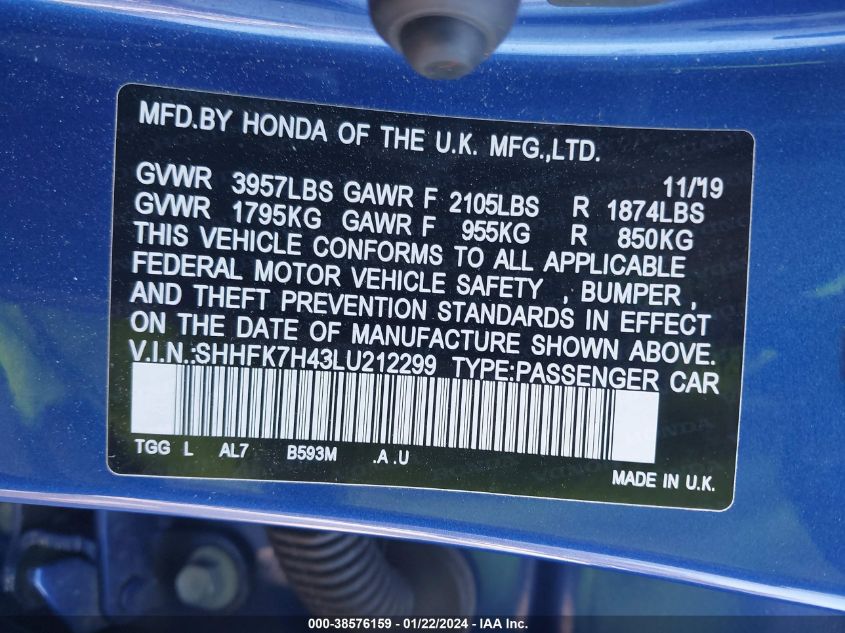 MFD.BY HONDA OF THE U.K. MFG.,LTD.
11/'19
GVWR 3957LBS GAWR F 2105LBS R 1874LBS
GVWR 1795KG GAWR F 955KG R 850KG
THIS VEHICLE CONFORMS TO ALL APPLICABLE
FEDERAL MOTOR VEHICLE SAFETY , BUMPER ,
AND THEFT PREVENTION STANDARDS IN EFFECT
ON THE DATE OF MANUFACTURE SHOWN ABOVE.
V.I.N.:SHHFK7H43LU212299 TYPE:PASSENGER CAR
TGG L AL7 B593M .A .U
MADE IN U.K.
000-38576159 - 01/22/2024 - IAA Inc.